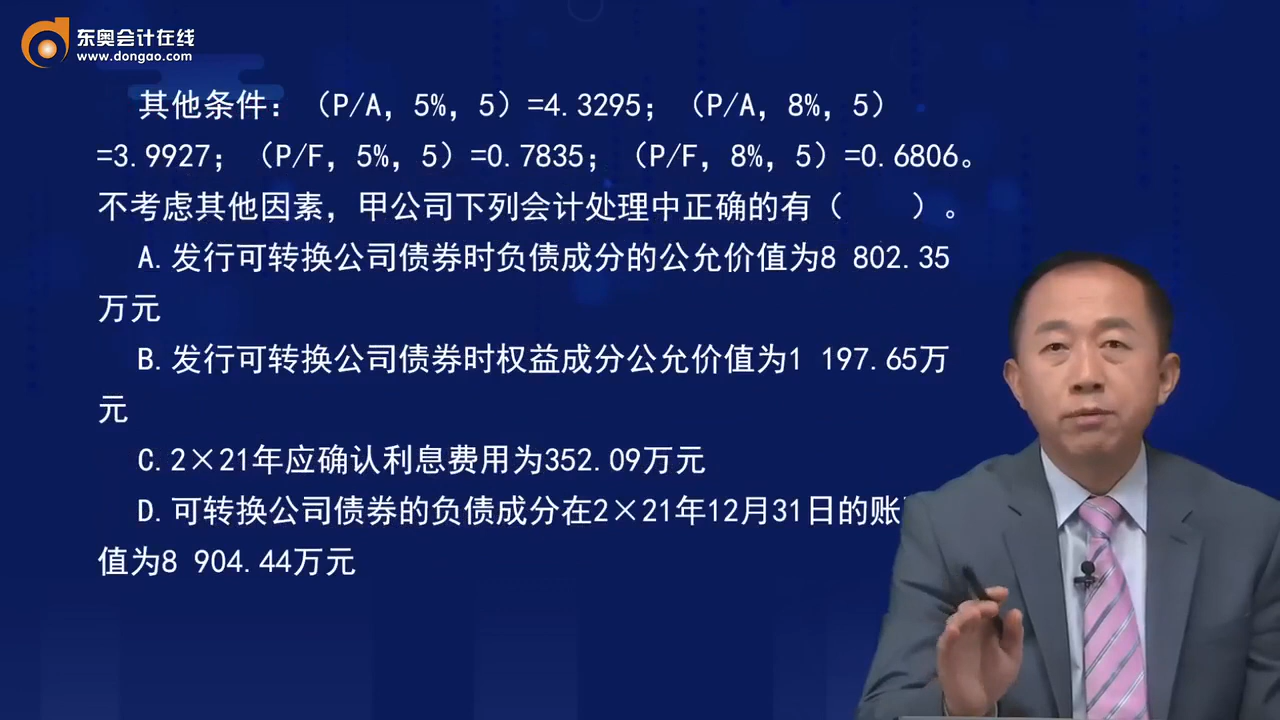 东奥会计在线
www.dongao.com
其他条件：（P/A，5%，5）=4.3295；（P/A，8%，5）
=3.9927；（P/F，5%，5）=0.7835；（P/F，8%，5）=0.6806。
不考虑其他因素，甲公司下列会计处理中正确的有（　　）。
A.发行可转换公司债券时负债成分的公允价值为8 802.35
万元
B.发行可转换公司债券时权益成分公允价值为1 197.65万
元
C.2×21年应确认利息费用为352.09万元
D.可转换公司债券的负债成分在2×21年12月31日的账
值为8 904.44万元